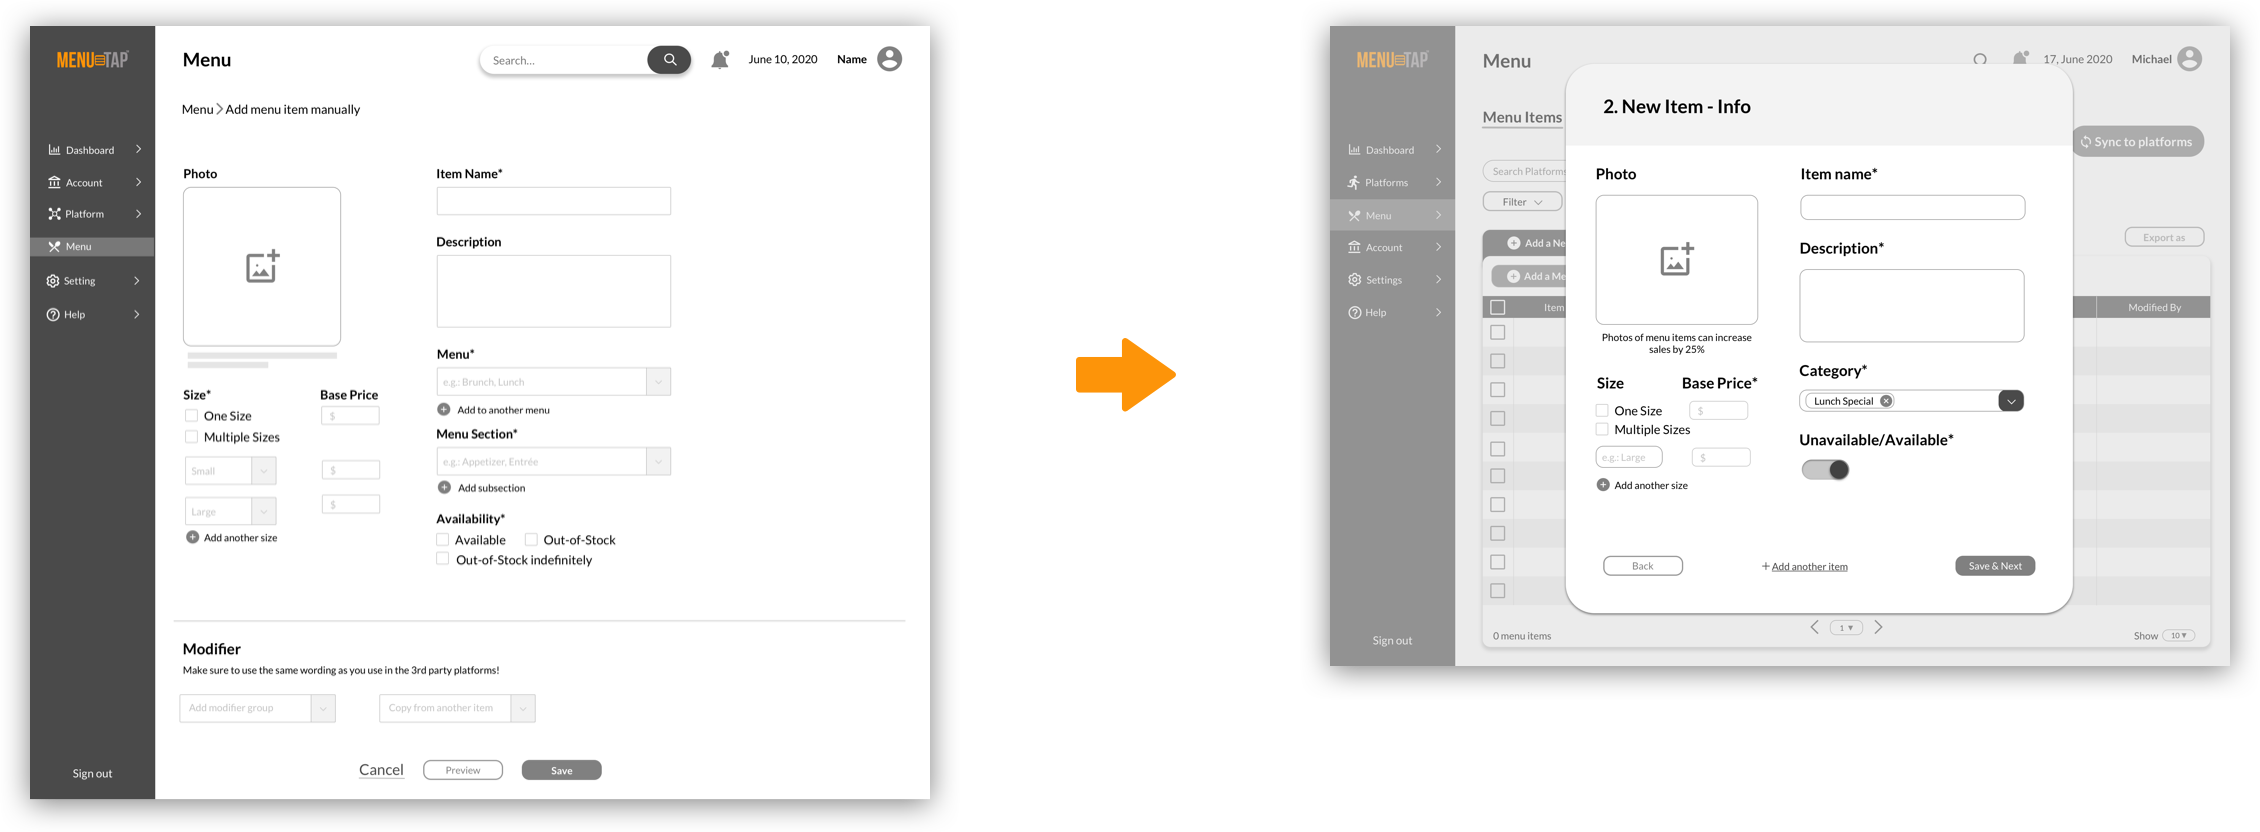 MENU TAP
Menu
Search...
June 10, 2020
Name
Menu > Add menu item manually
Dashboard
Account
Platform
Menu
Setting
Help
Sign out
Photo
Size*
Base Price
One Size
$
Multiple Sizes
Small
$
Large
$
Add another size
Item Name*
Description
Menu*
e.g.: Brunch, Lunch
Add to another menu
Menu Section*
e.g.: Appetizer, Entrée
Add subsection
Availability*
Available
Out-of-Stock
Out-of-Stock indefinitely
Modifier
Make sure to use the same wording as you use in the 3rd party platforms!
Add modifier group
Copy from another item
Cancel
Preview
Save
MENU TAP
Menu
17, June 2020
Michael
Dashboard
Platforms
Menu
Account
Settings
Help
Sign out
Menu Items
Sync to platforms
Search Platforms
Filter
Export as
Add a Ne
Add a Me
Item
Modified By
0 menu items
1
Show
10
2. New Item - Info
Photo
Photos of menu items can increase
sales by 25%
Size
Base Price*
One Size
$
Multiple Sizes
e.g.: Large
$
Add another size
Item name*
Description*
Category*
Lunch Special
Unavailable/Available*
Back
+ Add another item
Save & Next